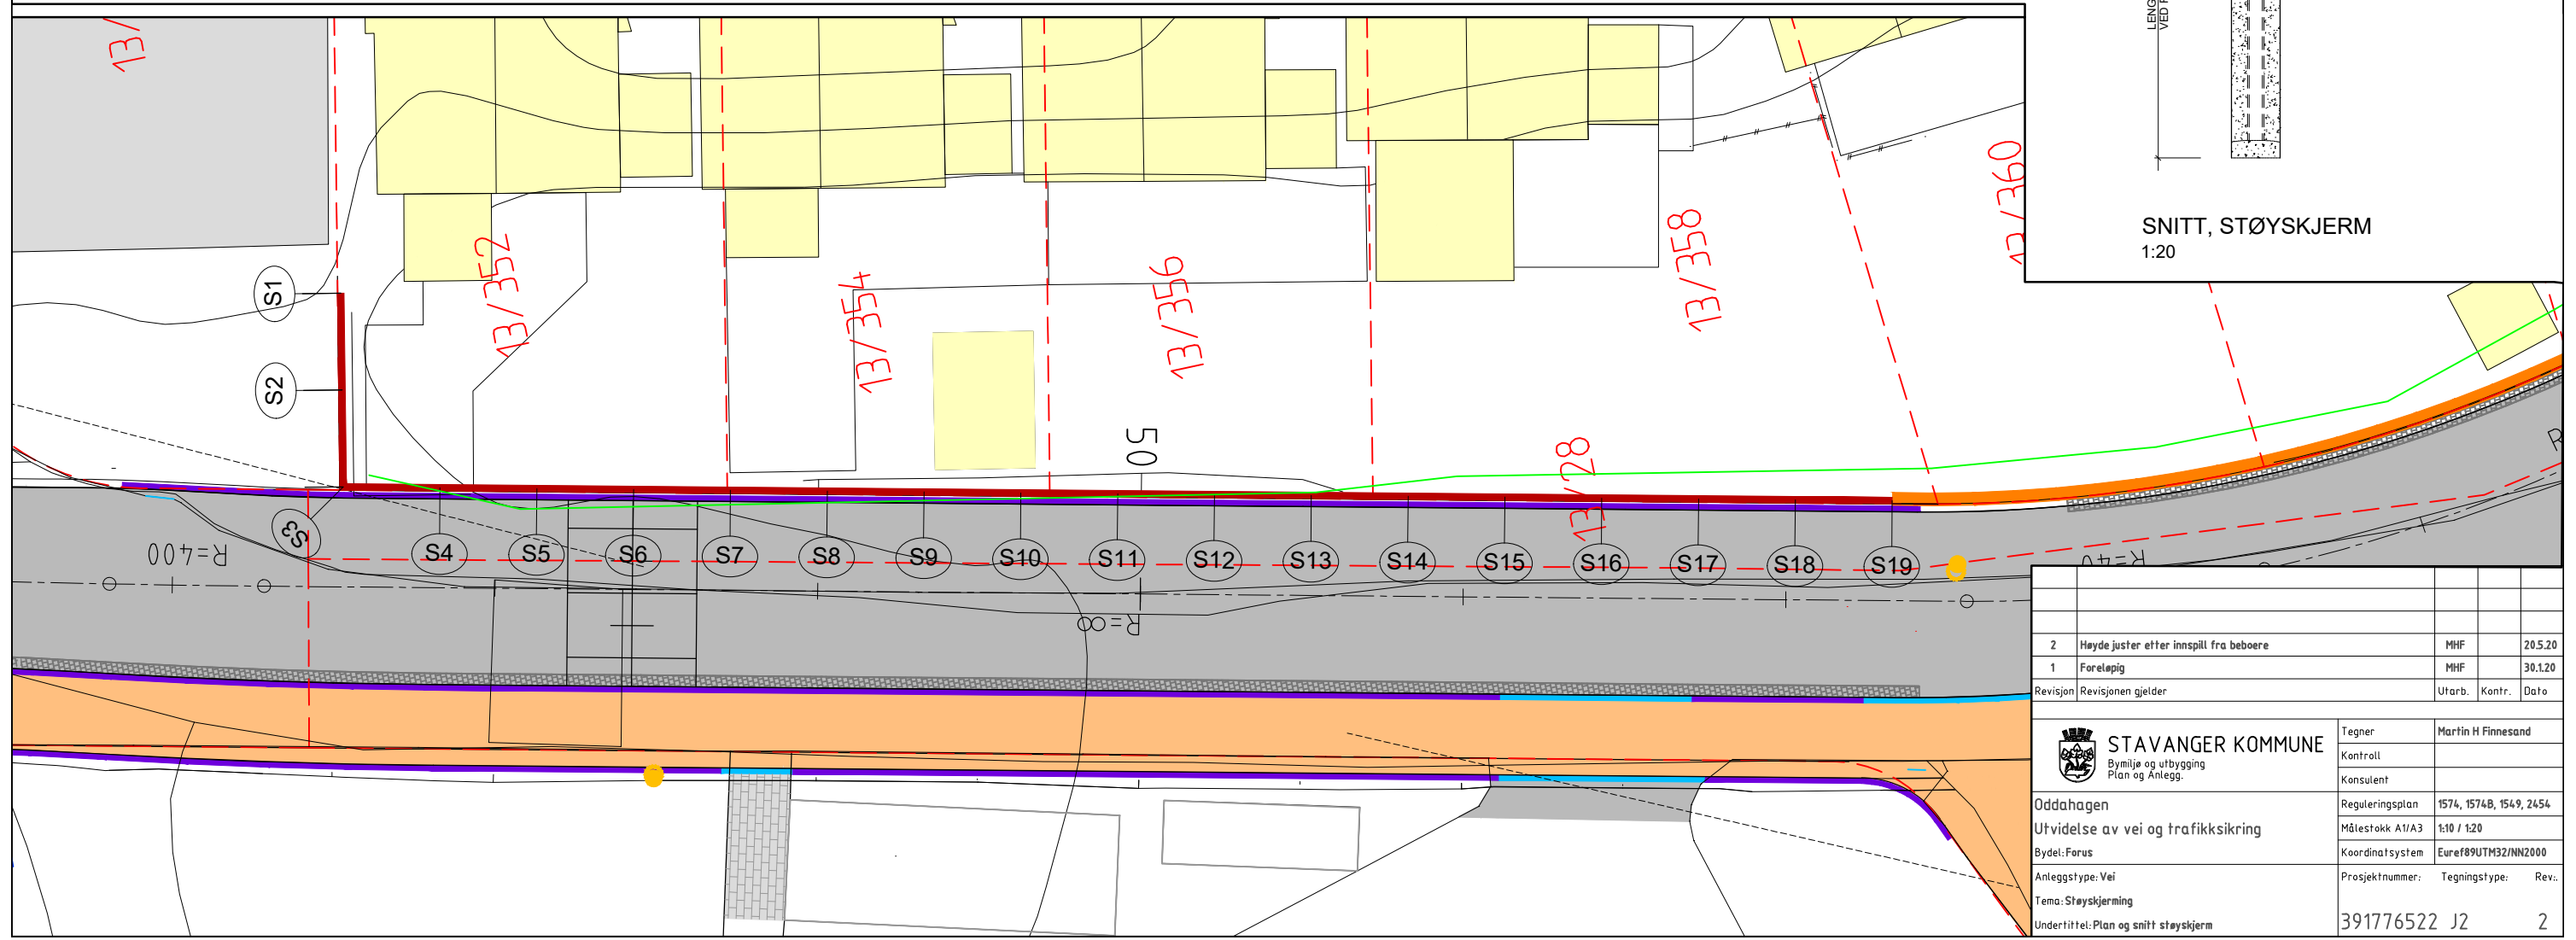 13/
LENG
VED F
SNITT, STØYSKJERM
1:20
13/352
13/354
13/356
13/358
13/360
13/28
50
S1
S2
S3
S4
S5
S6
S7
S8
S9
S10
S11
S12
S13
S14
S15
S16
S17
S18
S19
R=400
R=∞
R=40
R
2 Høyde juster etter innspill fra beboere MHF 20.5.20
1 Foreløpig MHF 30.1.20
Revisjon Revisjonen gjelder Utarb. Kontr. Dato
STAVANGER KOMMUNE
Bymiljø og utbygging
Plan og Anlegg.
Tegner Martin H Finnesand
Kontroll
Konsulent
Oddahagen
Utvidelse av vei og trafikksikring
Bydel: Forus
Reguleringsplan 1574, 1574B, 1549, 2454
Målestokk A1/A3 1:10 / 1:20
Koordinatsystem Euref89UTM32/NN2000
Anleggstype: Vei
Tema: Støyskjerming
Undertittel: Plan og snitt støyskjerm
Prosjektnummer: Tegningstype: Rev.:
391776522 J2 2